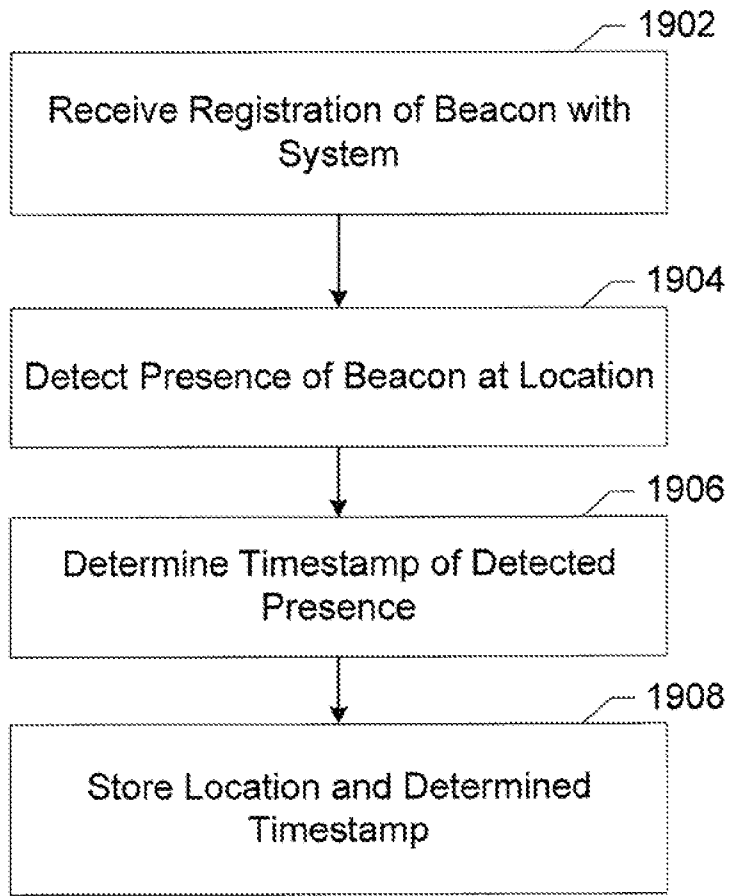 1902
Receive Registration of Beacon with
System
1904
Detect Presence of Beacon at Location
1906
Determine Timestamp of Detected
Presence
1908
Store Location and Determined
Timestamp